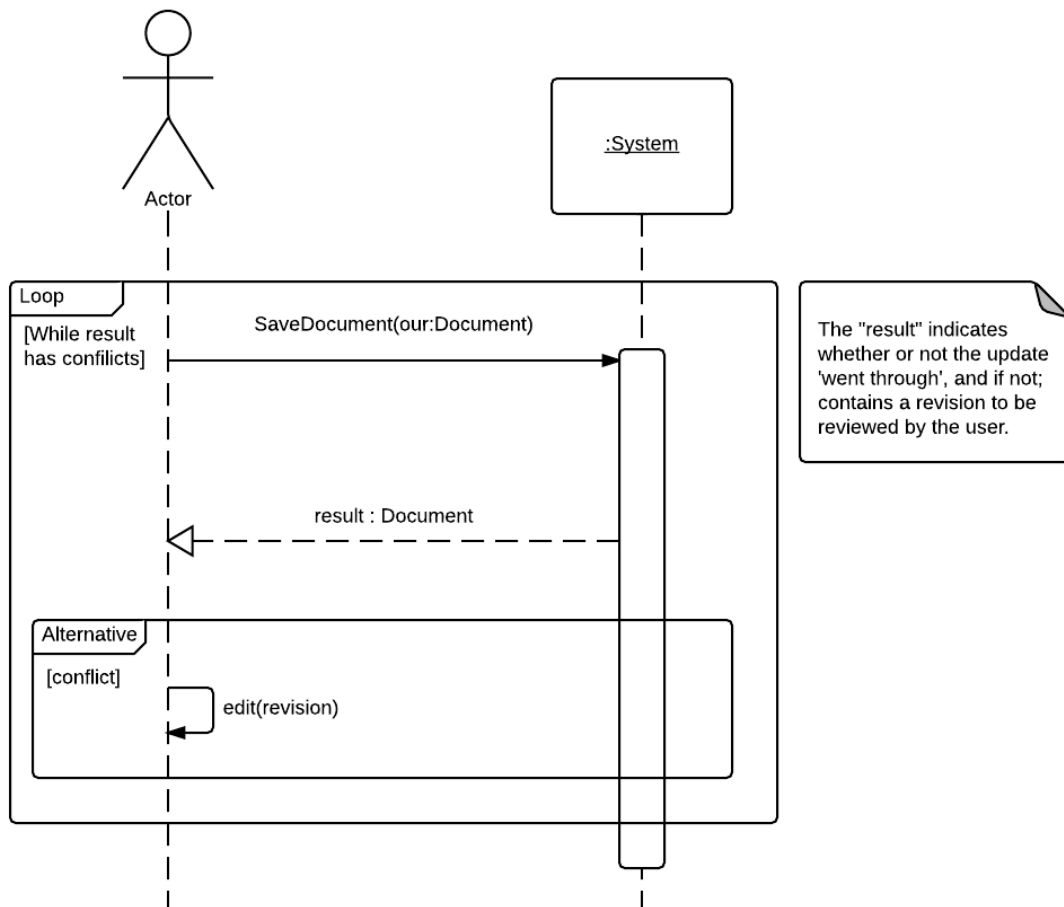 Actor
:System
Loop
[While result
has confilicts]
SaveDocument(our:Document)
The "result" indicates
whether or not the update
'went through', and if not;
contains a revision to be
reviewed by the user.
result : Document
Alternative
[conflict]
edit(revision)